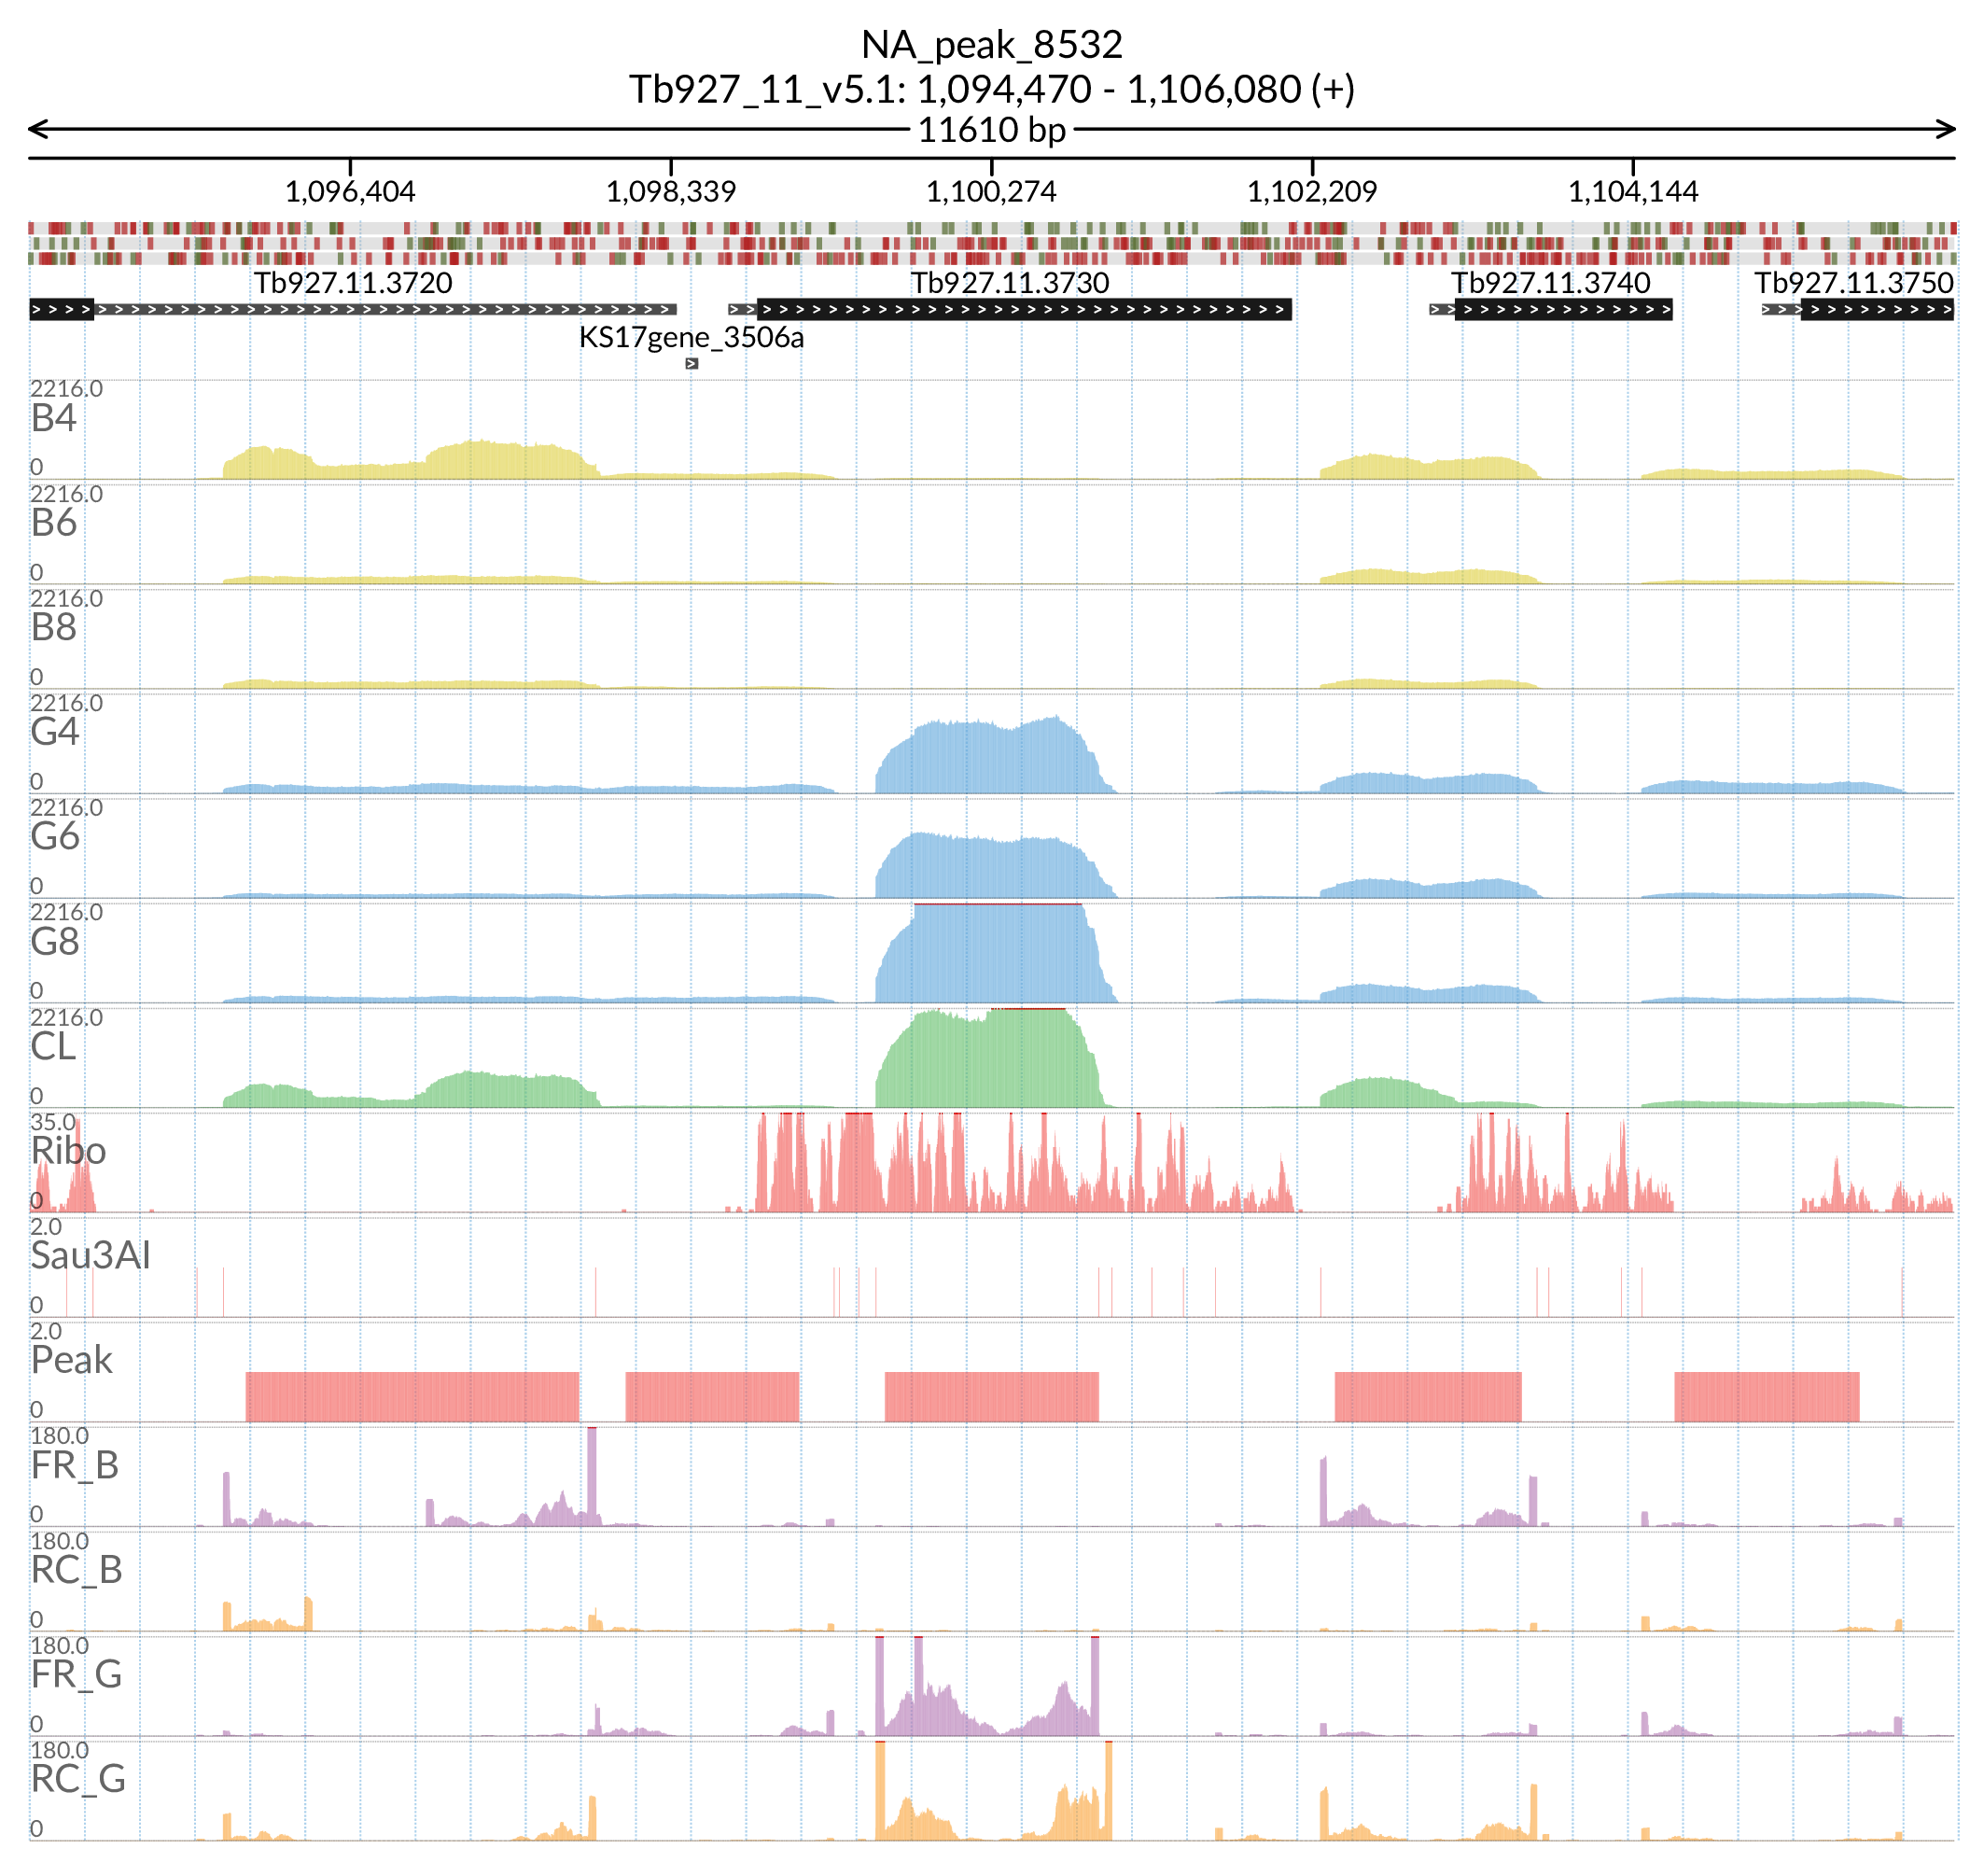 NA_peak_8532
Tb927_11_v5.1: 1,094,470 - 1,106,080 (+)
11610 bp
1,096,404 1,098,339 1,100,274 1,102,209 1,104,144
Tb927.11.3720 Tb927.11.3730 Tb927.11.3740 Tb927.11.3750
KS17gene_3506a
2216.0
B4
0
2216.0
B6
0
2216.0
B8
0
2216.0
G4
0
2216.0
G6
0
2216.0
G8
0
2216.0
CL
0
35.0
Ribo
0
2.0
Sau3AI
0
2.0
Peak
0
180.0
FR_B
0
180.0
RC_B
0
180.0
FR_G
0
180.0
RC_G
0